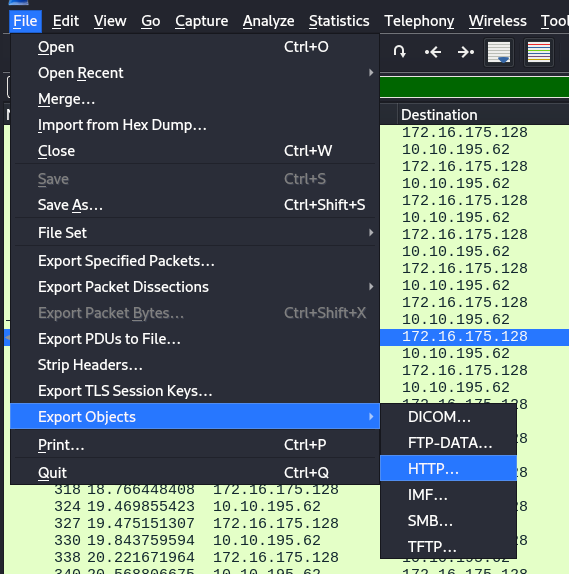 File Edit View Go Capture Analyze Statistics Telephony Wireless Tool
Open Ctrl+O
Open Recent
Merge…
Import from Hex Dump…
Close Ctrl+W
Save Ctrl+S
Save As… Ctrl+Shift+S
File Set
Export Specified Packets…
Export Packet Dissections
Export Packet Bytes… Ctrl+Shift+X
Export PDUs to File…
Strip Headers…
Export TLS Session Keys…
Export Objects
Print… Ctrl+P
Quit Ctrl+Q
DICOM…
FTP-DATA…
HTTP…
IMF…
SMB…
TFTP…
Destination
172.16.175.128
10.10.195.62
172.16.175.128
10.10.195.62
172.16.175.128
10.10.195.62
172.16.175.128
10.10.195.62
172.16.175.128
10.10.195.62
172.16.175.128
10.10.195.62
172.16.175.128
10.10.195.62
172.16.175.128
10.10.195.62
10.10.195.62
172.16.175.128
318 18.766448408 172.16.175.128
324 19.469855423 10.10.195.62
327 19.475151307 172.16.175.128
330 19.843759594 10.10.195.62
338 20.221671964 172.16.175.128
340 20.568806675 10.10.195.62